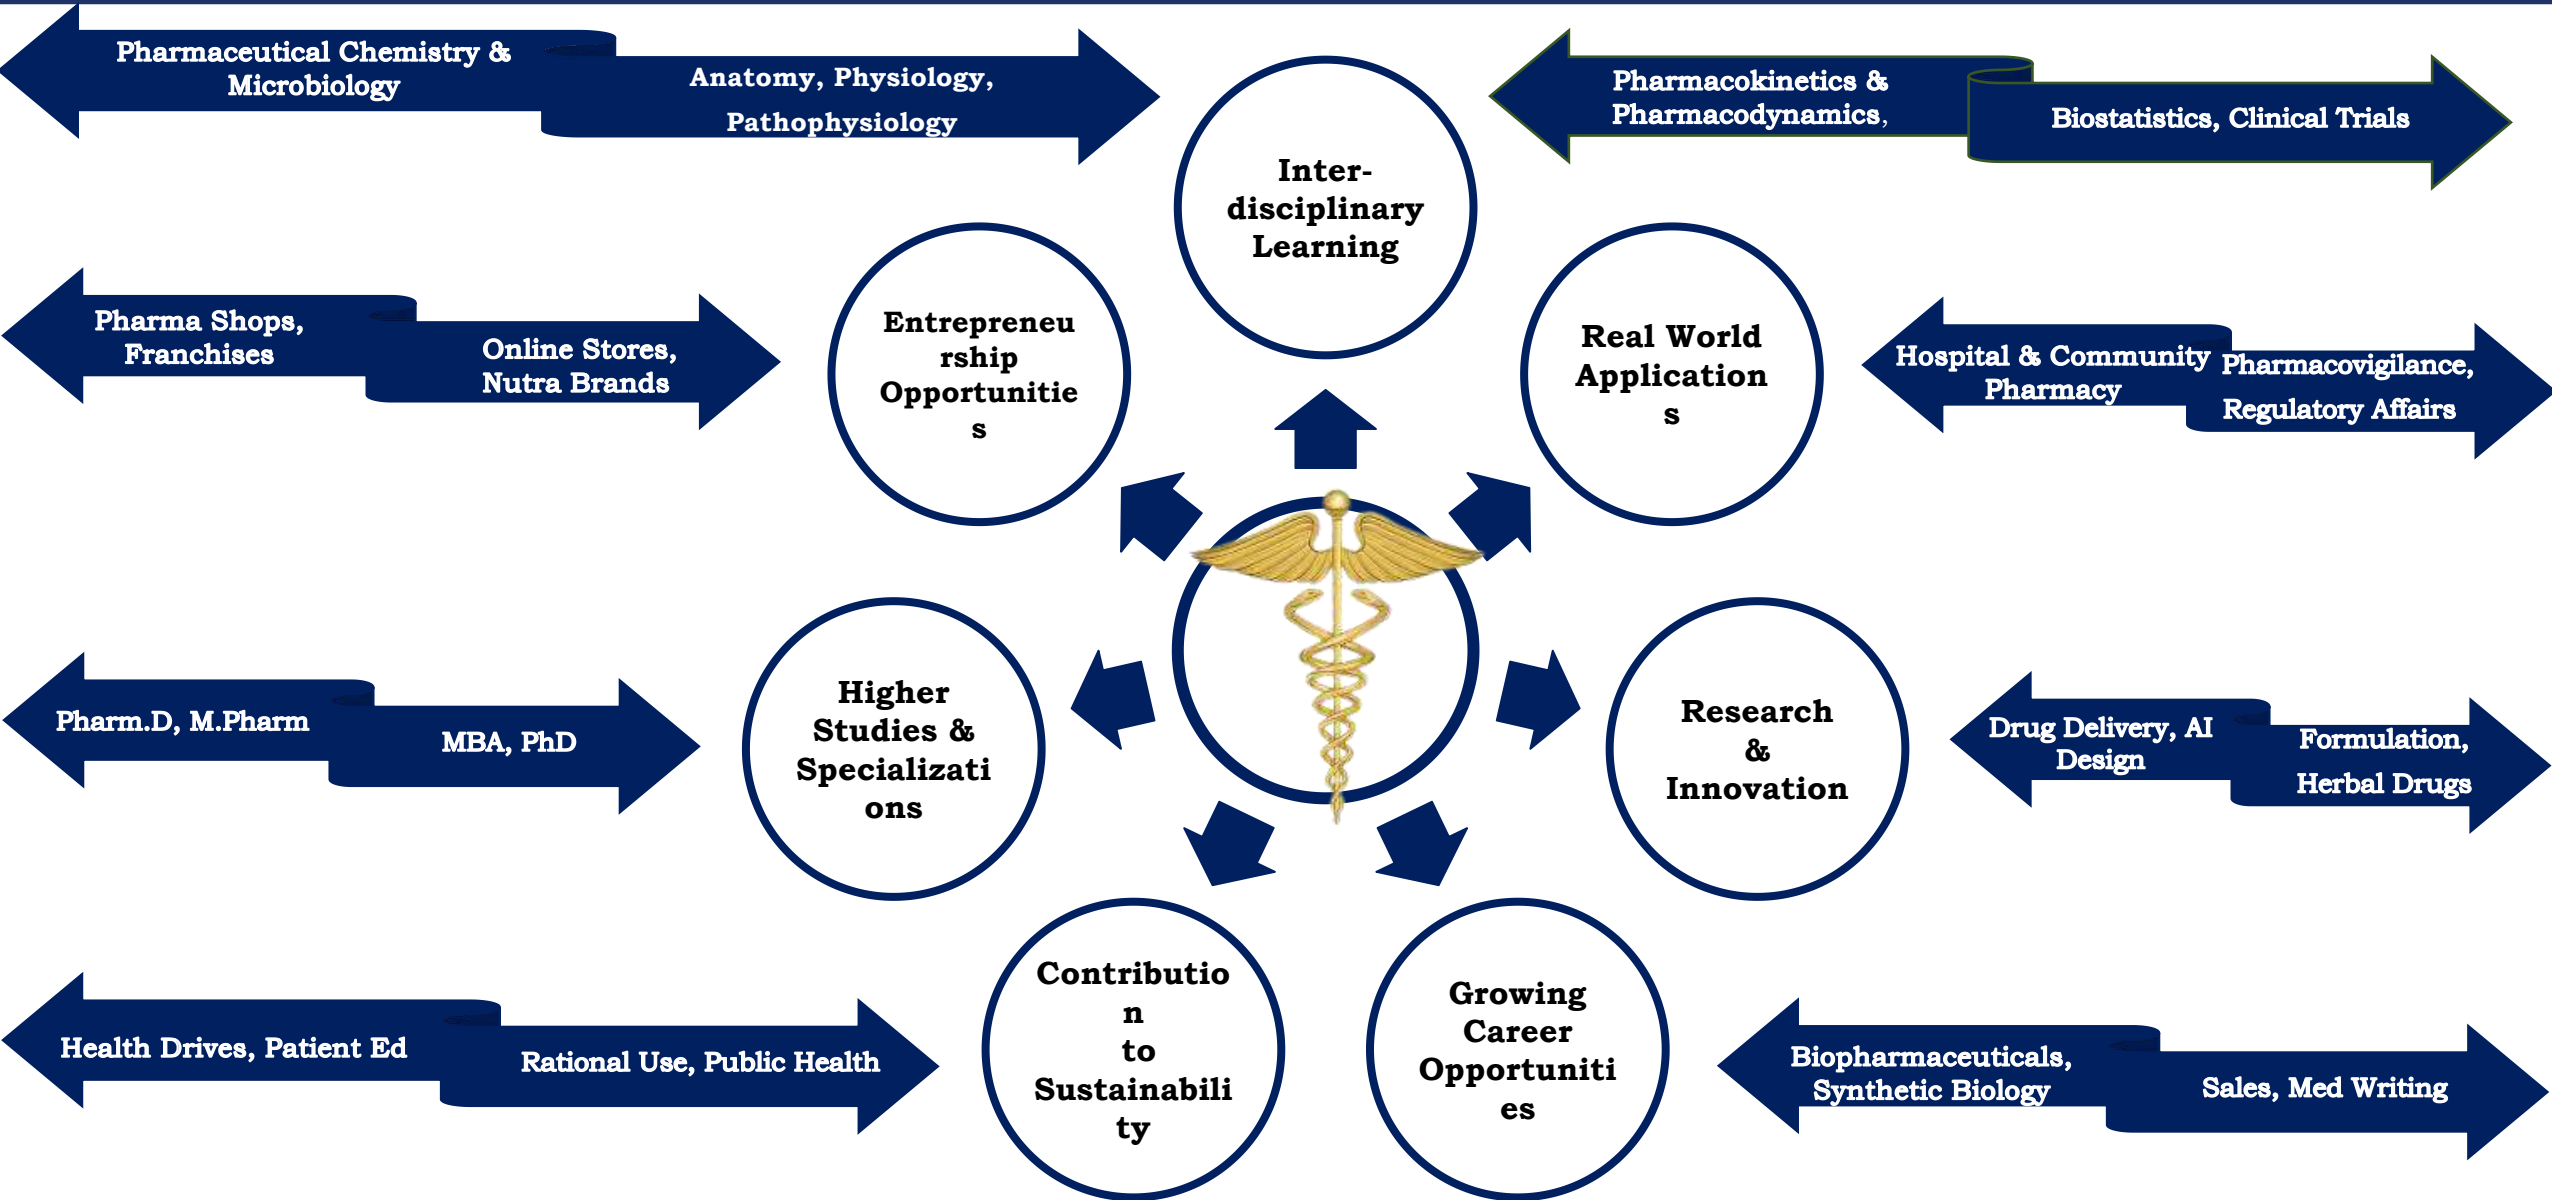 Pharmaceutical Chemistry &
Microbiology
Anatomy, Physiology,
Pathophysiology
Inter-
disciplinary
Learning
Pharmacokinetics &
Pharmacodynamics,
Biostatistics, Clinical Trials
Pharma Shops,
Franchises
Online Stores,
Nutra Brands
Entrepreneu
rship
Opportunitie
s
Real World
Application
s
Hospital & Community
Pharmacy
Pharmacovigilance,
Regulatory Affairs
Pharm.D, M.Pharm
MBA, PhD
Higher
Studies &
Specializati
ons
Research
&
Innovation
Drug Delivery, AI
Design
Formulation,
Herbal Drugs
Health Drives, Patient Ed
Rational Use, Public Health
Contributio
n
to
Sustainabili
ty
Growing
Career
Opportuniti
es
Biopharmaceuticals,
Synthetic Biology
Sales, Med Writing